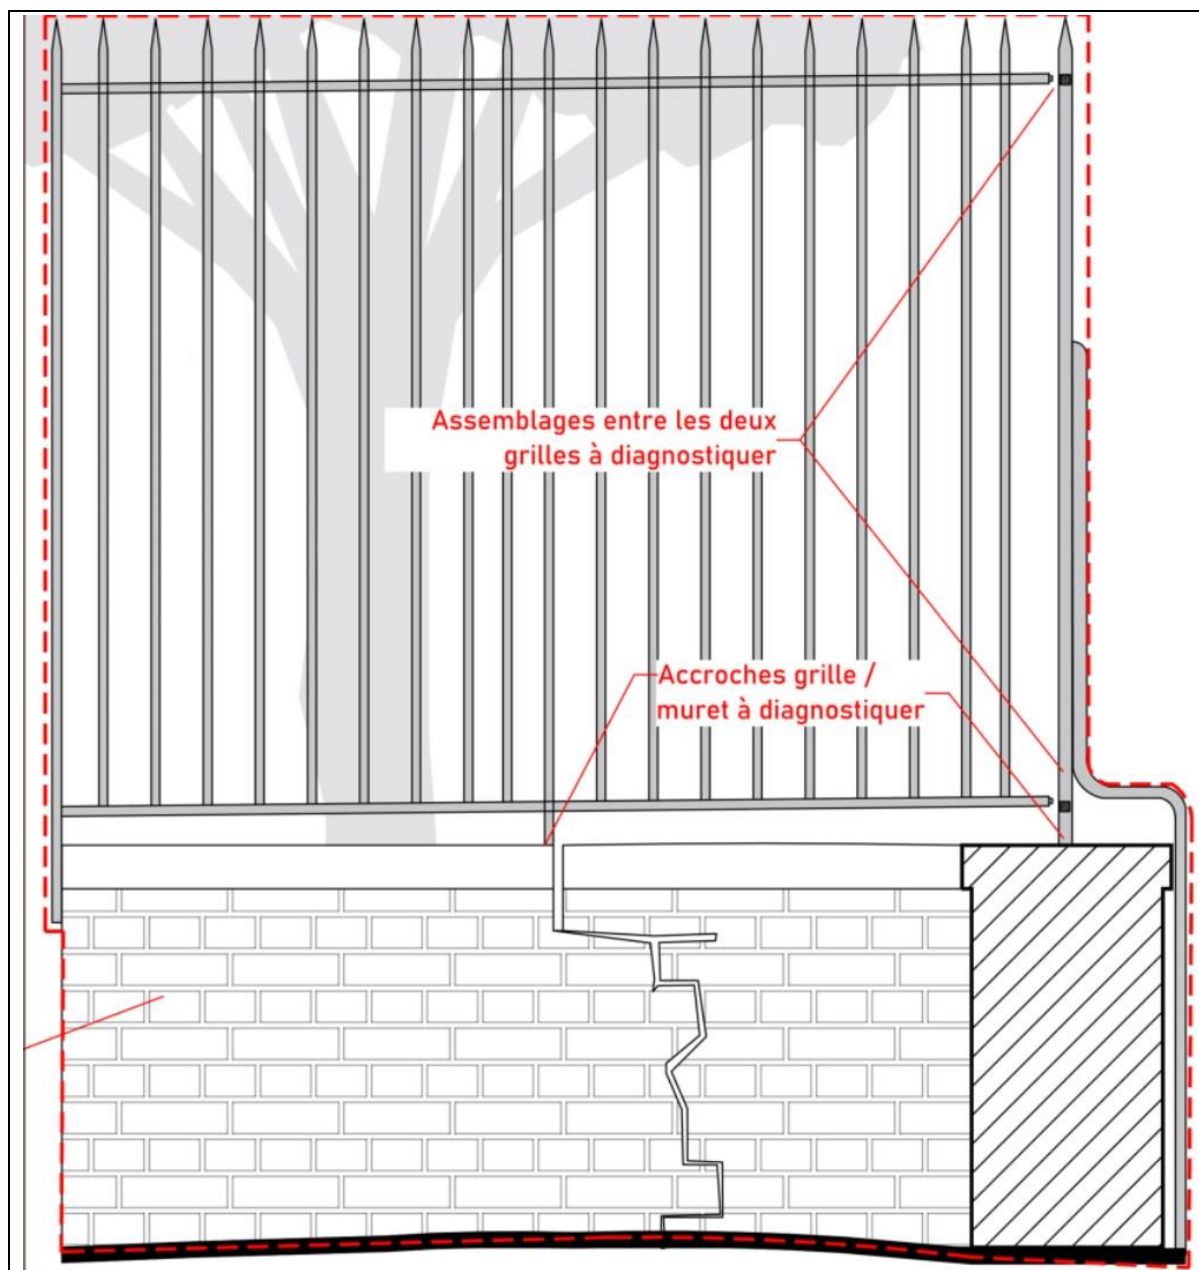 Assemblages entre les deux
grilles à diagnostiquer
Accroches grille /
muret à diagnostiquer